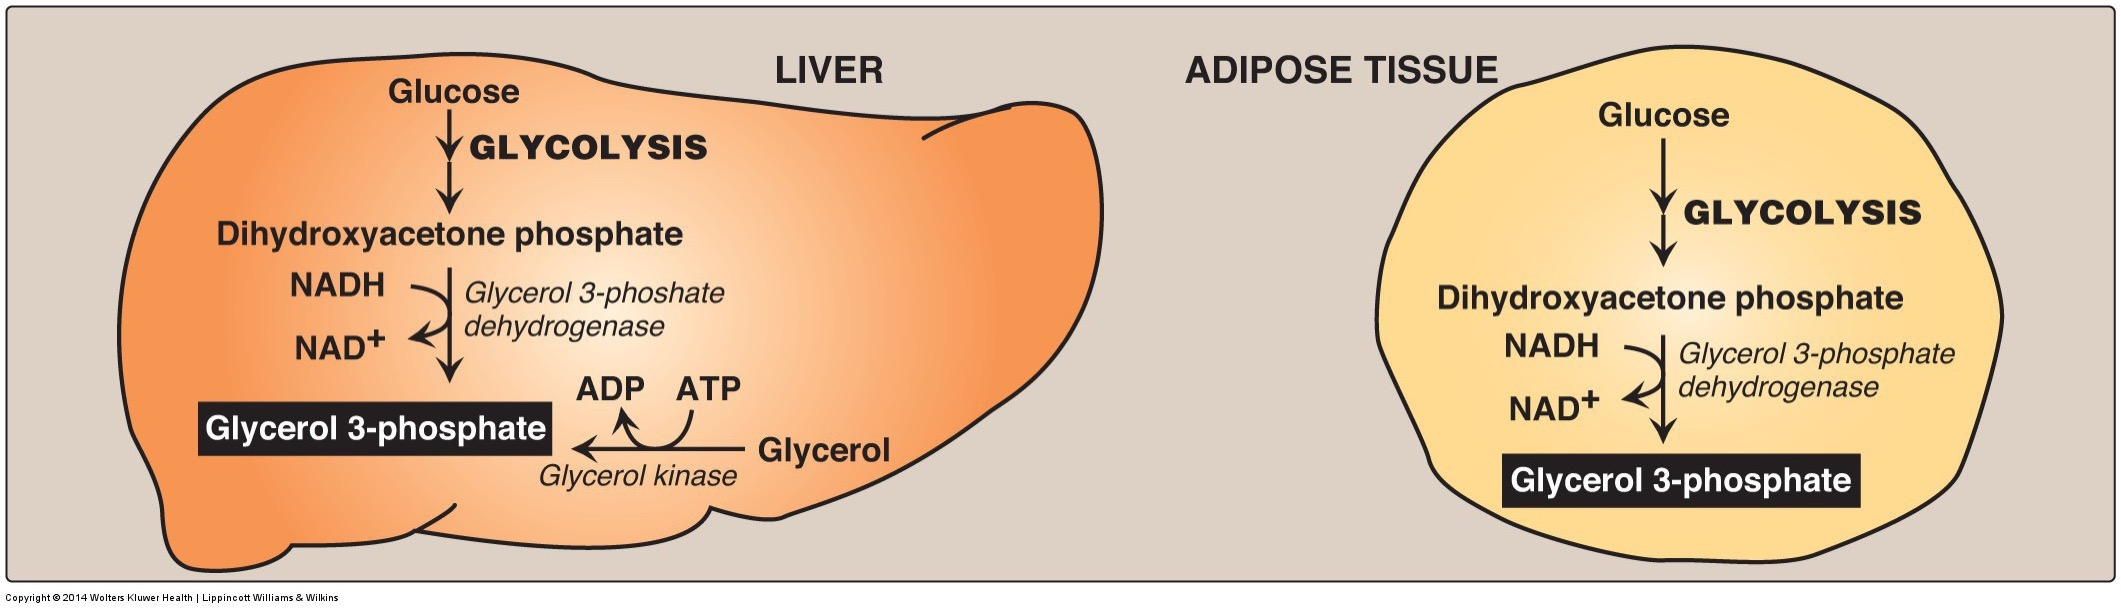 LIVER
Glucose
GLYCOLYSIS
Dihydroxyacetone phosphate
NADH
Glycerol 3-phoshate
dehydrogenase
NAD+
ADP ATP
Glycerol 3-phosphate
Glycerol
Glycerol kinase
ADIPOSE TISSUE
Glucose
GLYCOLYSIS
Dihydroxyacetone phosphate
NADH
Glycerol 3-phosphate
dehydrogenase
NAD+
Glycerol 3-phosphate
Copyright © 2014 Wolters Kluwer Health | Lippincott Williams & Wilkins